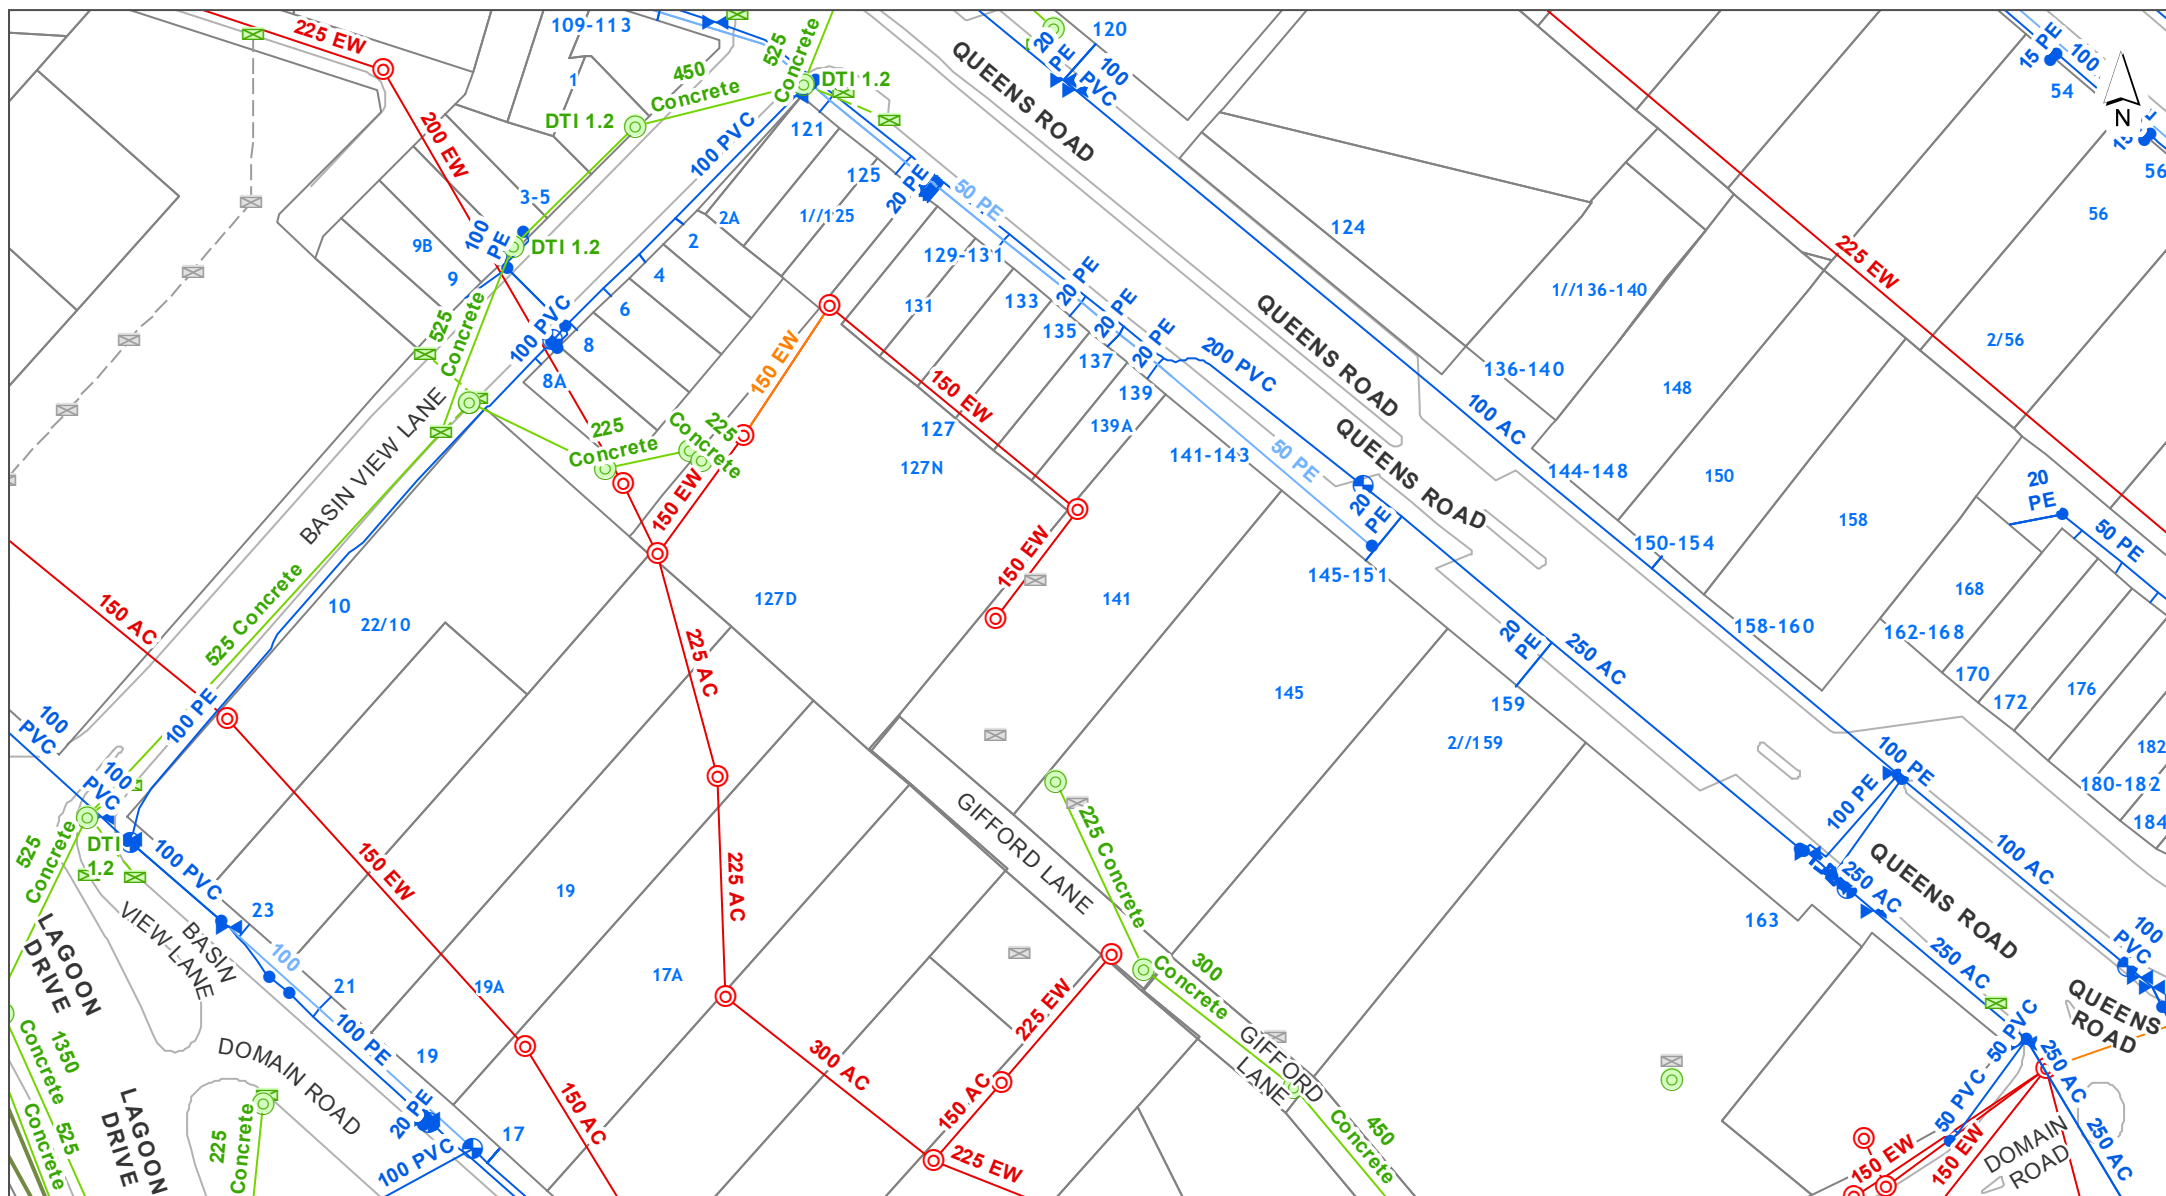 109-113
120
225 EW
525
Concrete
20
PE
100
PVC
QUEENS ROAD
15 PE
100
54
N
1
450
Concrete
DTI 1.2
DTI 1.2
121
100 PVC
200 EW
56
56
3-5
125
20 PE
50 PE
1//125
2A
2
124
9B
100
PE
DTI 1.2
9
4
129-131
225 EW
1//136-140
6
131
133
20 PE
135
20 PE
137
20 PE
139
QUEENS ROAD
525
Concrete
100 PVC
8
8A
150 EW
200 PVC
2/56
136-140
148
150 EW
100 AC
127
139A
BASIN VIEW LANE
225
Concrete
225
Concrete
127N
141-143
50 PE
QUEENS ROAD
144-148
150
20
PE
150 EW
20 PE
158
50 PE
150-154
150 EW
145-151
168
150 AC
10
22/10
525 Concrete
127D
141
20
PE
250 AC
158-160
162-168
225 AC
145
159
170
172
176
100
PVC
100 PE
2//159
182
100
PVC
100 PE
100 PE
180-182
184
GIFFORD LANE
225 Concrete
525
Concrete
DTI
1.2
100 PVC
150 EW
225 AC
19
250 AC
QUEENS ROAD
100 AC
23
163
LAGOON
DRIVE
BASIN
VIEW LANE
100
21
19A
17A
300
Concrete
225 EW
250 AC
100
PVC
QUEENS
ROAD
1350
Concrete
100 PE
19
DOMAIN ROAD
300 AC
150 AC
GIFFORD
LANE
50 PVC
50 PVC
250 AC
525
Concrete
LAGOON
DRIVE
225
Concrete
20 PE
100 PVC
17
150 AC
225 EW
450
Concrete
150 EW
150 EW
DOMAIN
ROAD
250 AC